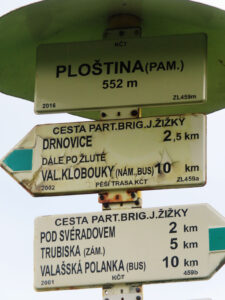 KČT
PLOŠTINA (PAM.)
552 m
2016 ZL459m
CESTA PART.BRIG.J.ŽIŽKY
DRNOVICE 2,5 km
DÁLE PO ŽLUTÉ
VAL.KLOBOUKY (NÁM.,BUS) 10 km
2002 PĚŠÍ TRASA KČT ZL459a
CESTA PART.BRIG.J.ŽIŽKY
POD SVÉRADOVEM 2 km
TRUBISKA (ZÁM.) 5 km
VALAŠSKÁ POLANKA (BUS) 10 km
2001 KČT 459b